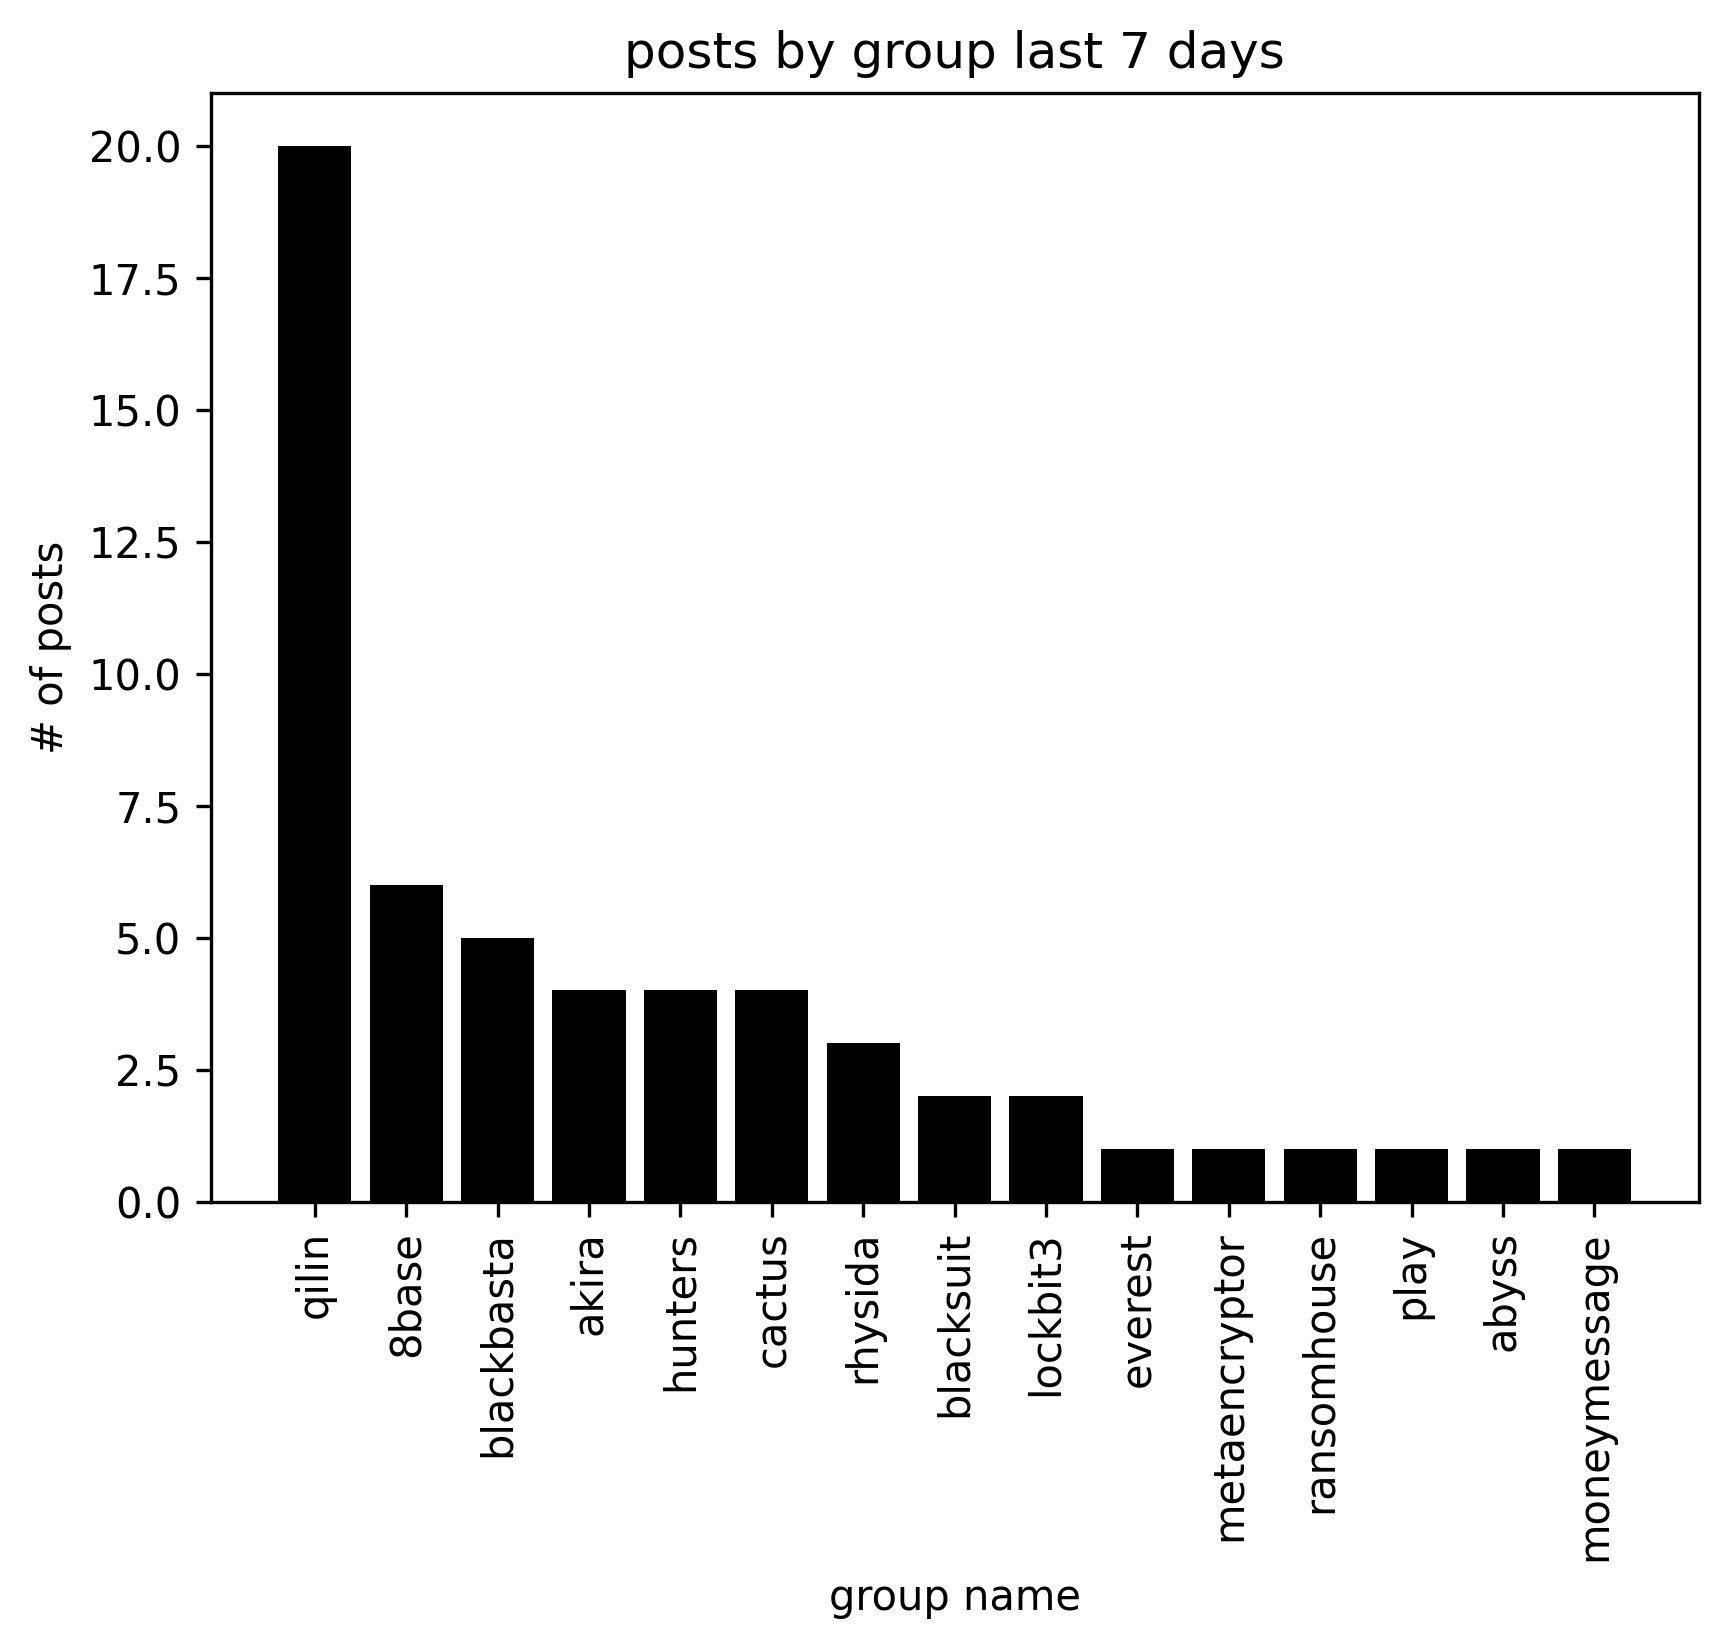 posts by group last 7 days
# of posts
20.0
17.5
15.0
12.5
10.0
7.5
5.0
2.5
0.0
qilin
8base
blackbasta
akira
hunters
cactus
rhysida
blacksuit
lockbit3
everest
metaencryptor
ransomhouse
play
abyss
moneymessage
group name